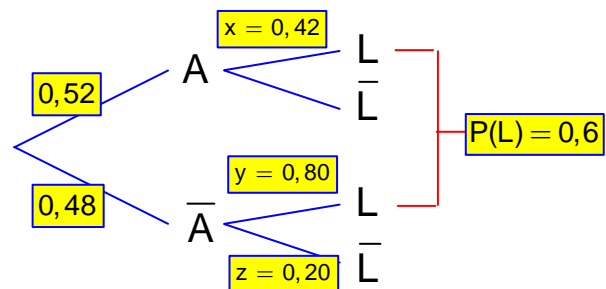 x = 0,42
L
A
0,52
L̅
P(L) = 0,6
y = 0,80
0,48
L
A̅
L̅
z = 0,20